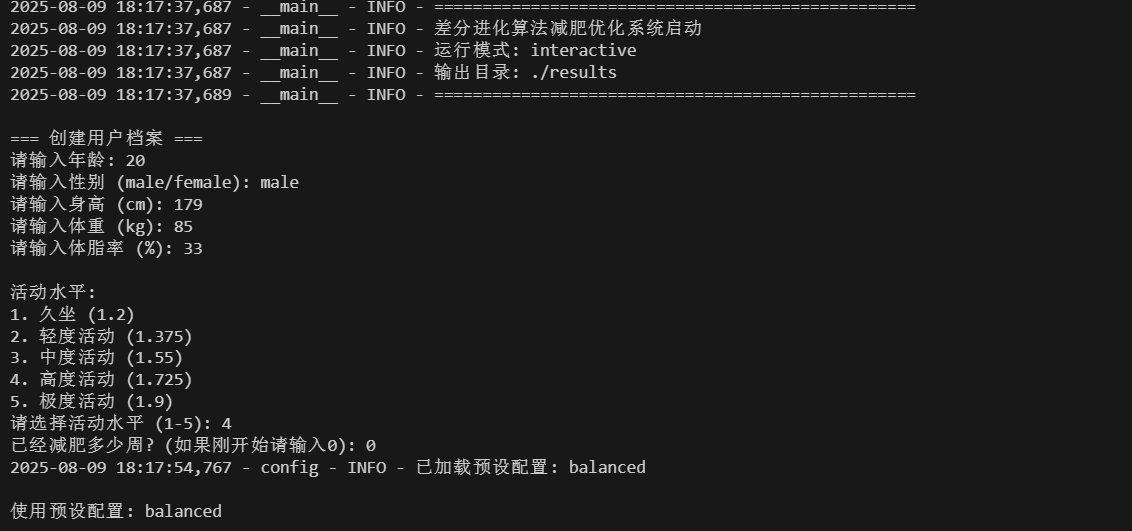 2025-08-09 18:17:37,687 - __main__ - INFO - ==================================================
2025-08-09 18:17:37,687 - __main__ - INFO - 差分进化算法减肥优化系统启动
2025-08-09 18:17:37,687 - __main__ - INFO - 运行模式: interactive
2025-08-09 18:17:37,687 - __main__ - INFO - 输出目录: ./results
2025-08-09 18:17:37,689 - __main__ - INFO - ==================================================
=== 创建用户档案 ===
请输入年龄: 20
请输入性别 (male/female): male
请输入身高 (cm): 179
请输入体重 (kg): 85
请输入体脂率 (%): 33
活动水平:
1. 久坐 (1.2)
2. 轻度活动 (1.375)
3. 中度活动 (1.55)
4. 高度活动 (1.725)
5. 极度活动 (1.9)
请选择活动水平 (1-5): 4
已经减肥多少周? (如果刚开始请输入0): 0
2025-08-09 18:17:54,767 - config - INFO - 已加载预设配置: balanced
使用预设配置: balanced